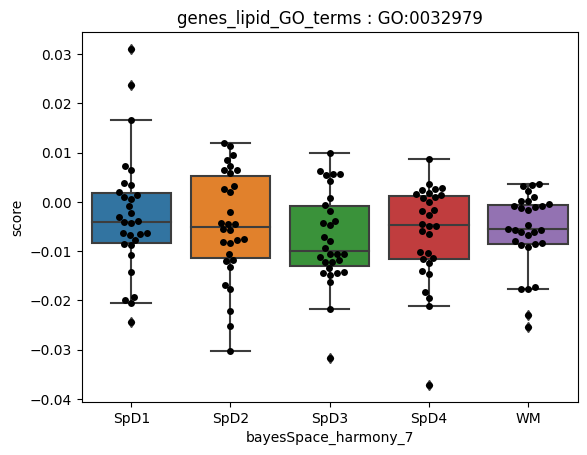 genes_lipid_GO_terms : GO:0032979
score
0.03
0.02
0.01
0.00
−0.01
−0.02
−0.03
−0.04
SpD1 SpD2 SpD3 SpD4 WM
bayesSpace_harmony_7